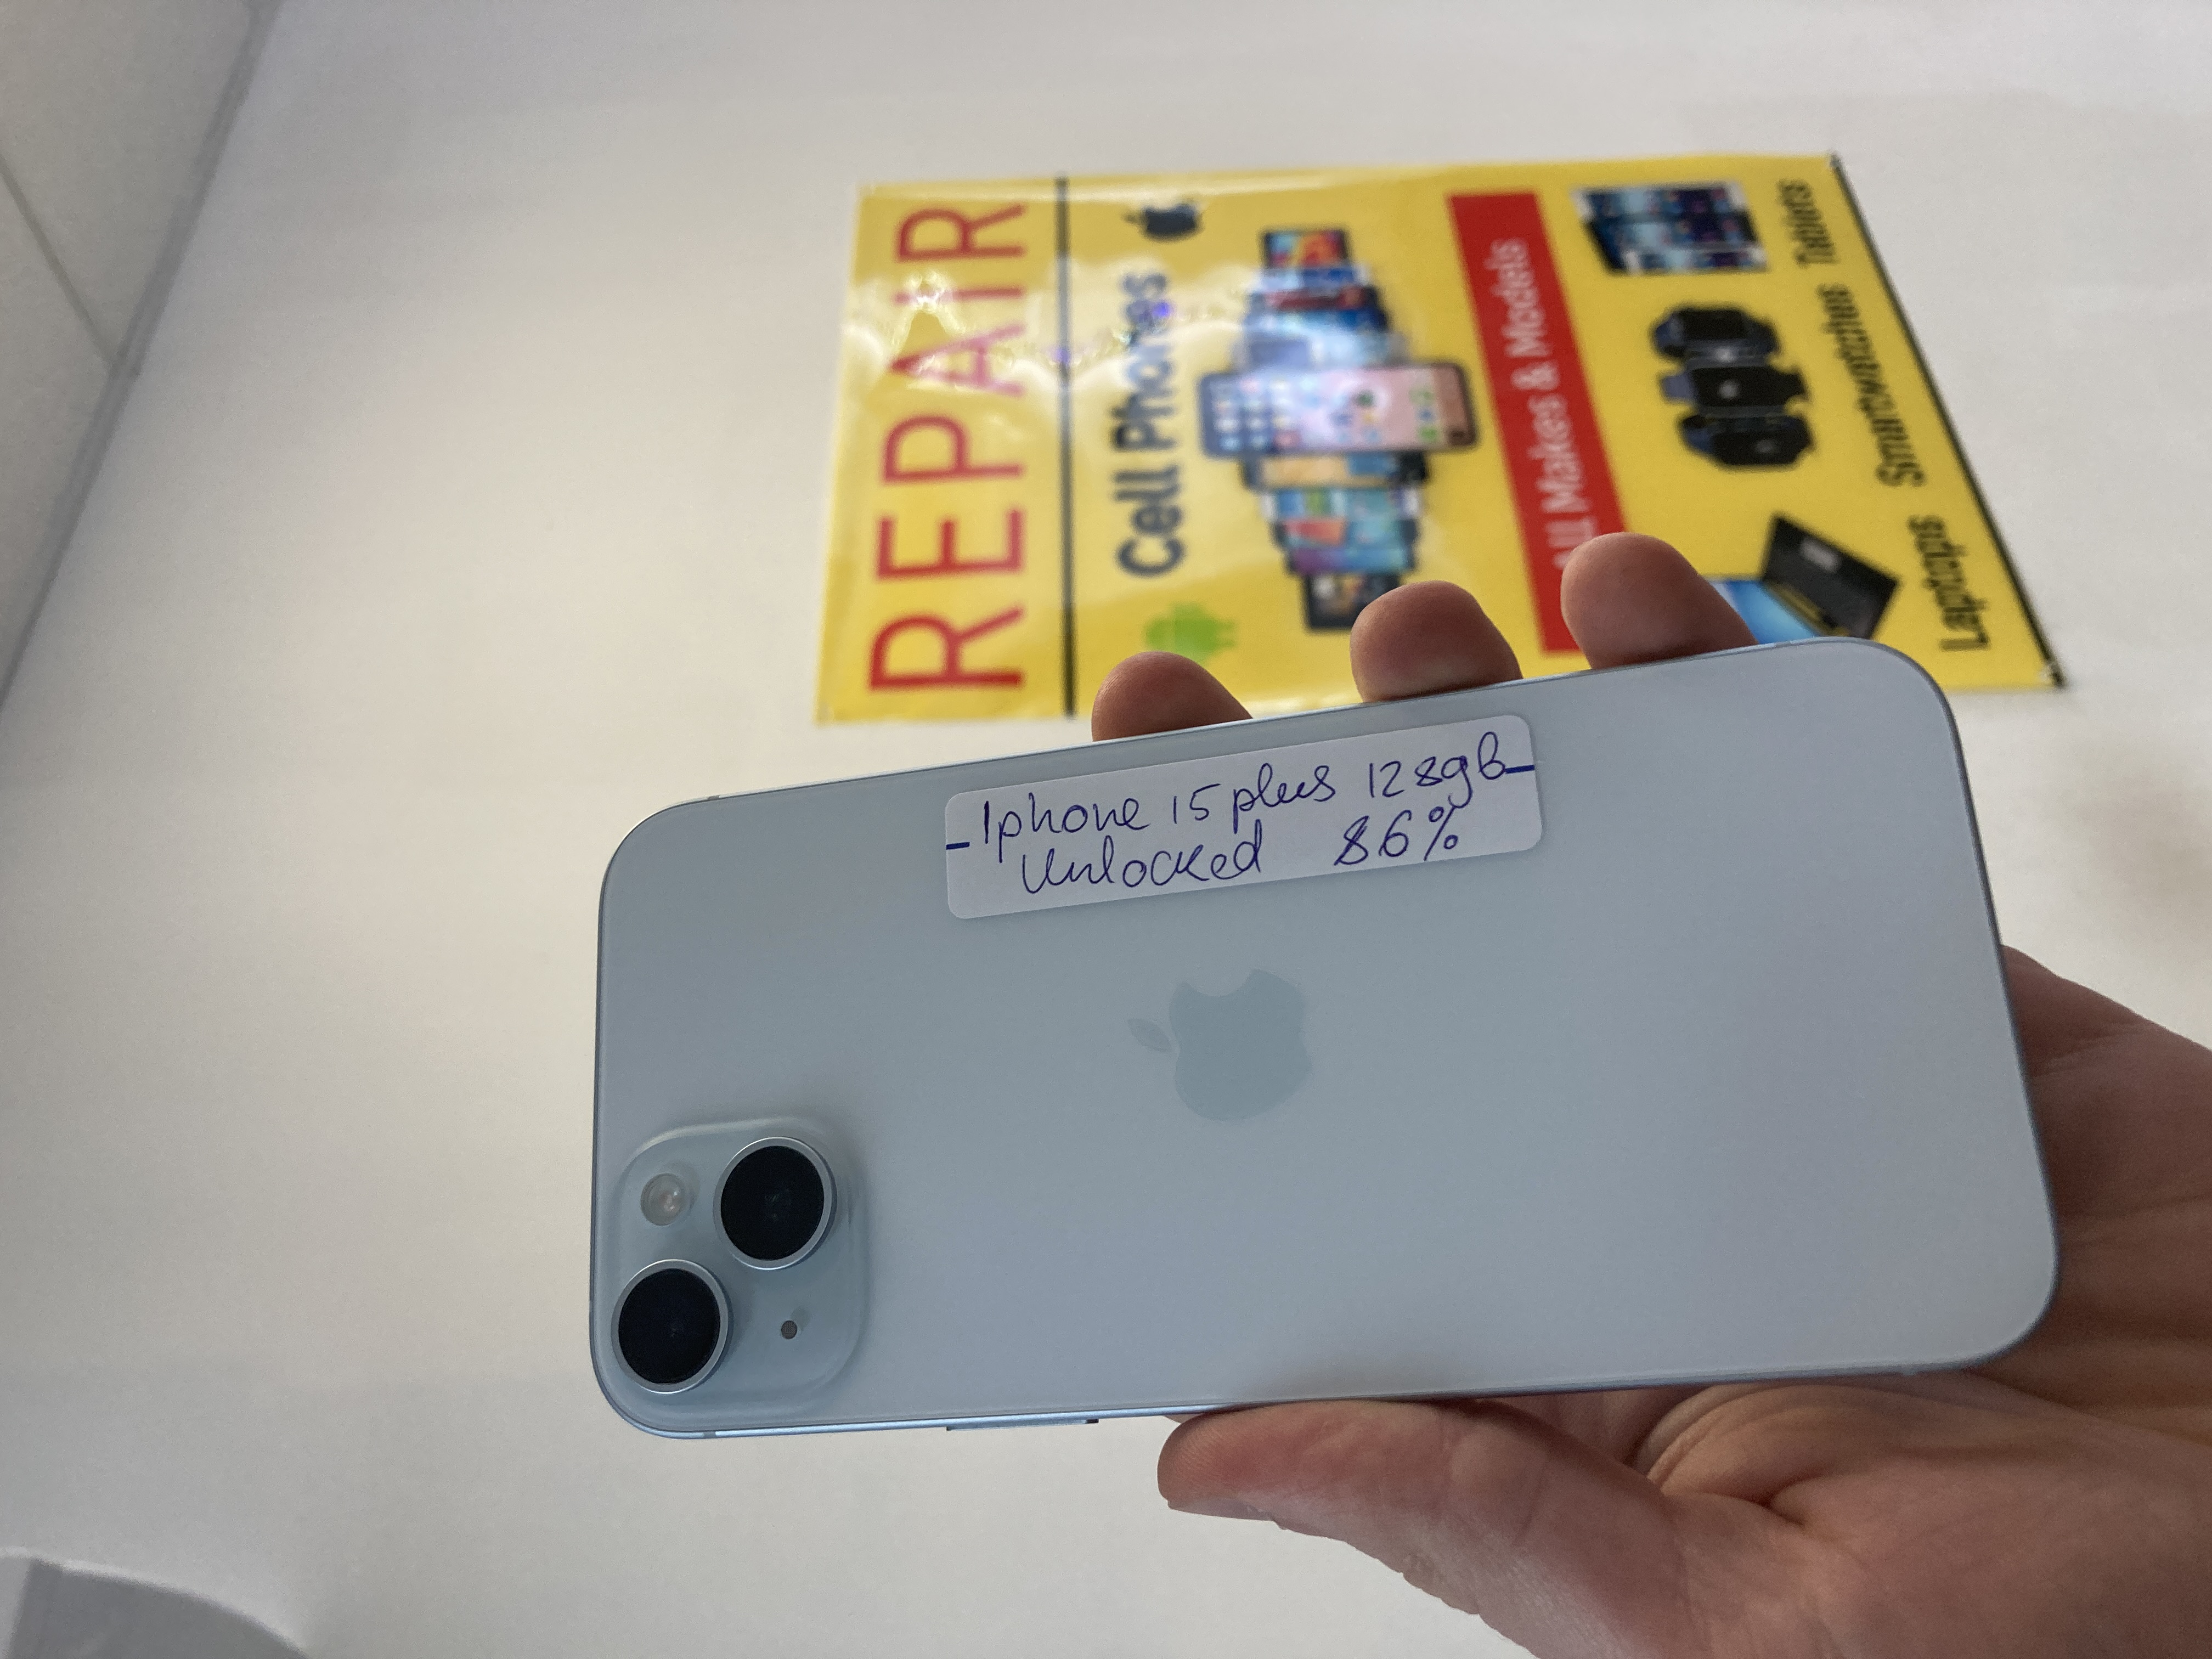 Iphone 15 plus 128gb
Unlocked 86%
REPAIR
Cell Phones
All Makes & Models
Laptops Smartwatches Tablets